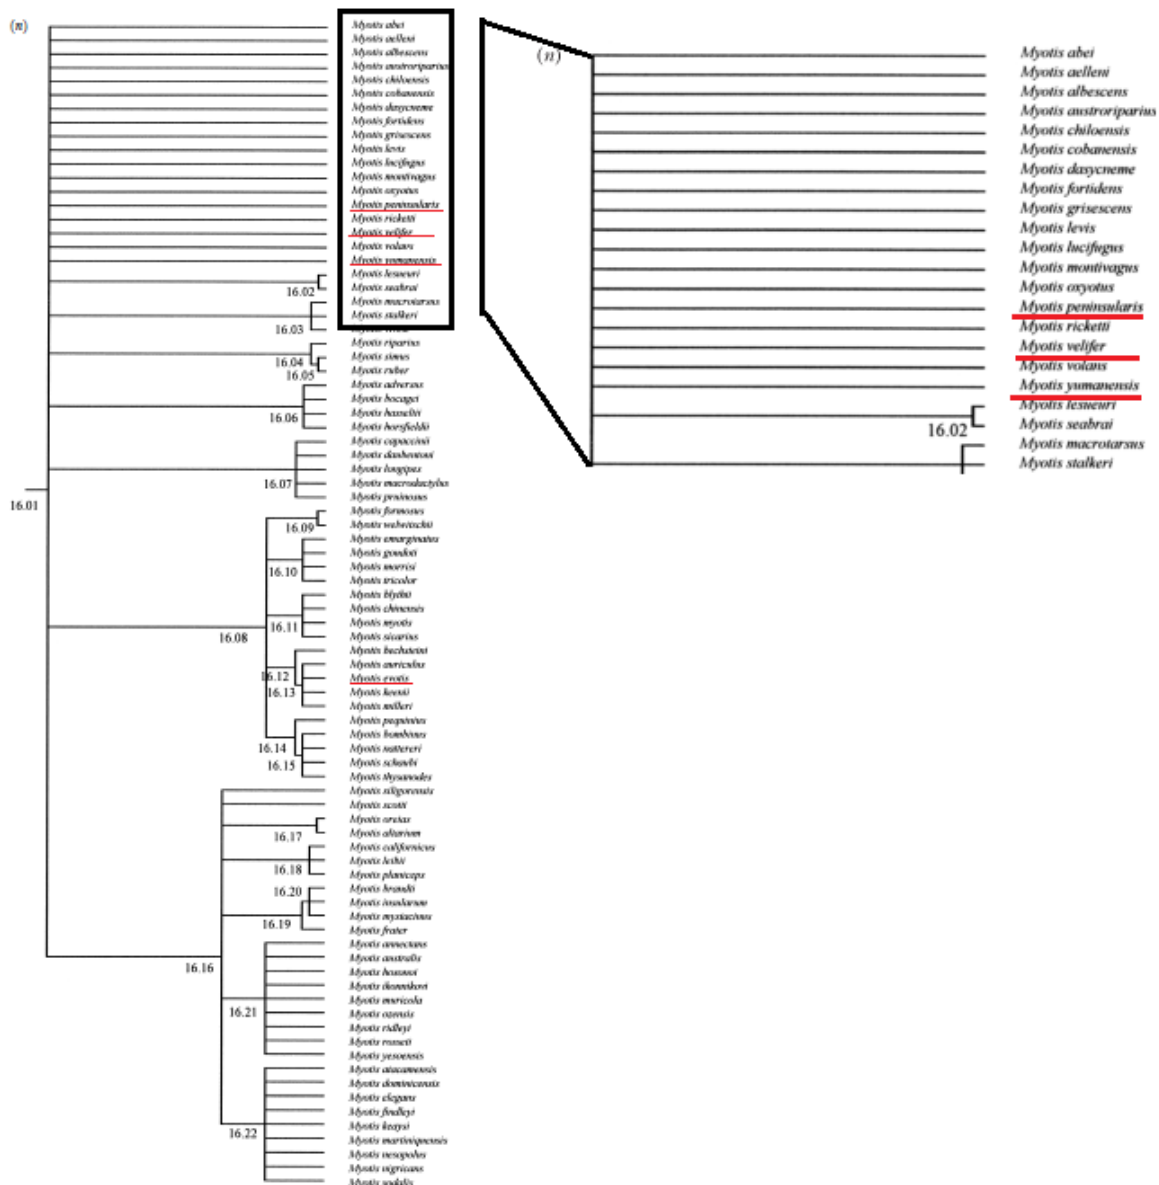 (n)
Myotis abei
Myotis aelleni
Myotis albescens
Myotis austroriparius
Myotis chiloensis
Myotis cobanensis
Myotis dasycneme
Myotis fortidens
Myotis grisescens
Myotis levis
Myotis lucifugus
Myotis montivagus
Myotis oxyotus
Myotis peninsularis
Myotis ricketti
Myotis velifer
Myotis volans
Myotis yumanensis
Myotis lesueuri
16.02
Myotis seabrai
Myotis macrotarsus
Myotis stalkeri
16.03
Myotis riparius
Myotis simus
16.04
Myotis ruber
16.05
Myotis adversus
Myotis bocagei
Myotis hasseltii
16.06
Myotis horsfieldii
Myotis capaccinii
Myotis daubentoni
Myotis longipes
16.07
Myotis macrodactylus
Myotis pruinosus
16.01
Myotis formosus
16.09
Myotis welwitschii
Myotis emarginatus
Myotis goudoti
Myotis morrisi
16.10
Myotis tricolor
Myotis blythii
Myotis chinensis
Myotis myotis
16.11
Myotis sicarius
16.08
Myotis bechsteini
Myotis auriculus
16.12
Myotis evotis
Myotis keenii
16.13
Myotis milleri
Myotis pequinius
Myotis bombinus
Myotis nattereri
16.14
Myotis schaubi
16.15
Myotis thysanodes
Myotis siligorensis
Myotis scotti
Myotis oreias
16.17
Myotis altarium
Myotis californicus
Myotis leibii
16.18
Myotis planiceps
Myotis brandti
16.20
Myotis insularum
Myotis mystacinus
16.19
Myotis frater
Myotis annectans
Myotis australis
16.16
Myotis hosonoi
Myotis ikonnikovi
Myotis muricola
16.21
Myotis ozensis
Myotis ridleyi
Myotis rosseti
Myotis yesoensis
Myotis atacamensis
Myotis dominicensis
Myotis elegans
Myotis findleyi
Myotis keaysi
16.22
Myotis martiniquensis
Myotis nesopolus
Myotis nigricans
Myotis sodalis
(n)
Myotis abei
Myotis aelleni
Myotis albescens
Myotis austroriparius
Myotis chiloensis
Myotis cobanensis
Myotis dasycneme
Myotis fortidens
Myotis grisescens
Myotis levis
Myotis lucifugus
Myotis montivagus
Myotis oxyotus
Myotis peninsularis
Myotis ricketti
Myotis velifer
Myotis volans
Myotis yumanensis
Myotis lesueuri
16.02
Myotis seabrai
Myotis macrotarsus
Myotis stalkeri